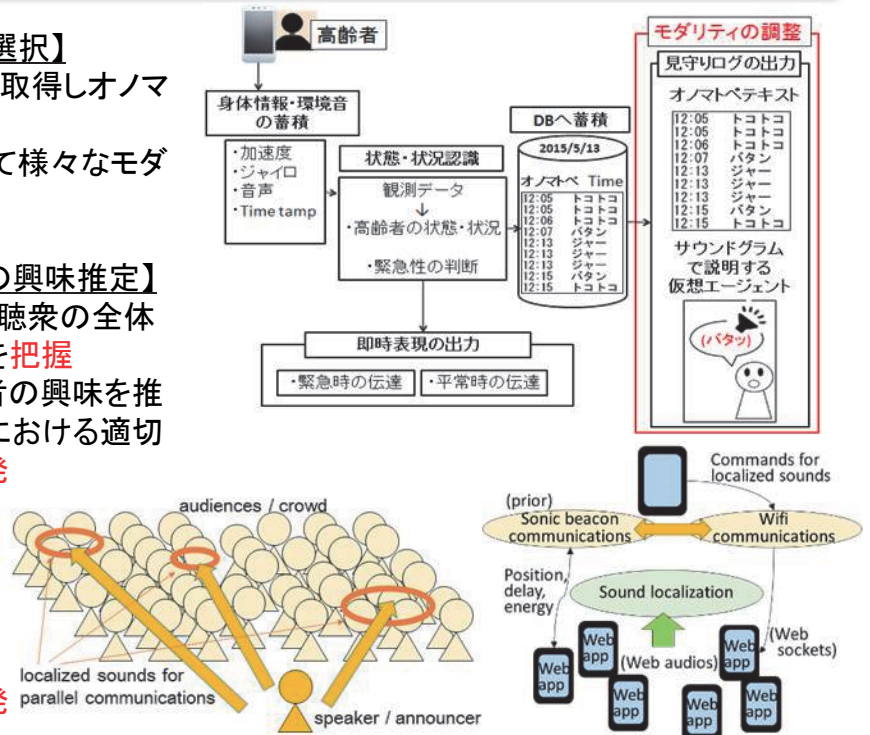 選択】
取得しオノマ
て様々なモダ
の興味推定】
聴衆の全体
を把握
者の興味を推
における適切
発
発
高齢者
身体情報・環境音
の蓄積
・加速度
・ジャイロ
・音声
・Time tamp
状態・状況認識
観測データ
↓
・高齢者の状態・状況
・緊急性の判断
DBへ蓄積
2015/5/13
オノマトペ Time
12:05 トコトコ
12:05 トコトコ
12:06 トコトコ
12:07 バタン
12:13 ジャー
12:13 ジャー
12:13 ジャー
12:15 バタン
12:15 トコトコ
即時表現の出力
・緊急時の伝達
・平常時の伝達
モダリティの調整
見守りログの出力
オノマトペテキスト
12:05 トコトコ
12:05 トコトコ
12:06 トコトコ
12:07 バタン
12:13 ジャー
12:13 ジャー
12:13 ジャー
12:15 バタン
12:15 トコトコ
サウンドグラム
で説明する
仮想エージェント
(バタッ)
audiences / crowd
localized sounds for
parallel communications
speaker / announcer
Commands for
localized sounds
(prior)
Sonic beacon
communications
Wifi
communications
Position,
delay,
energy
Sound localization
(Web audios)
(Web
sockets)
Web
app
Web
app
Web
app
Web
app
Web
app
Web
app